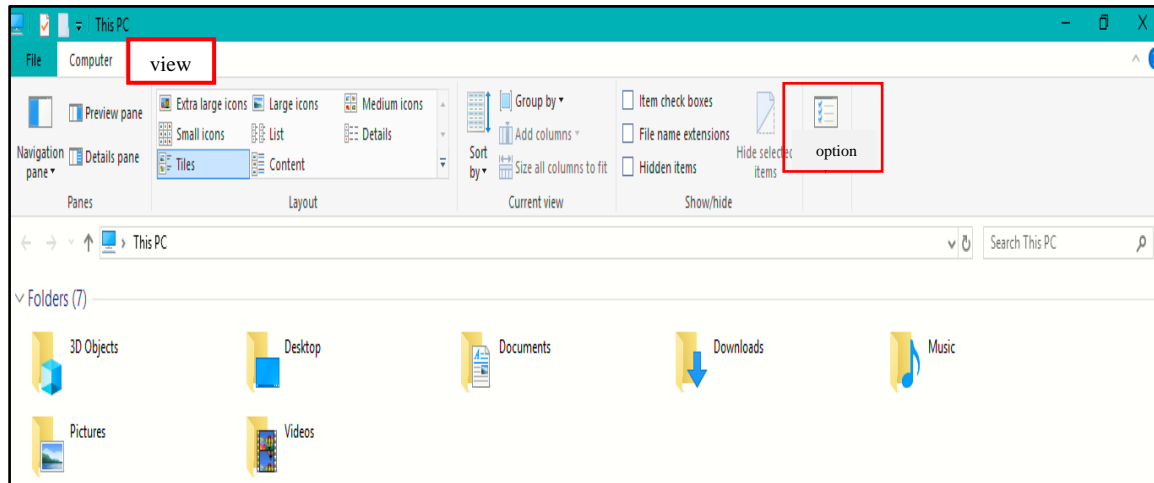 This PC
File Computer view
Preview pane
Details pane
Navigation
pane
Panes
Extra large icons Large icons Medium icons
Small icons List Details
Tiles Content
Layout
Sort
by
Group by
Add columns
Size all columns to fit
Current view
Item check boxes
File name extensions
Hidden items
Hide selected
items
Show/hide
option
This PC
Search This PC
Folders (7)
3D Objects Desktop Documents Downloads Music
Pictures Videos